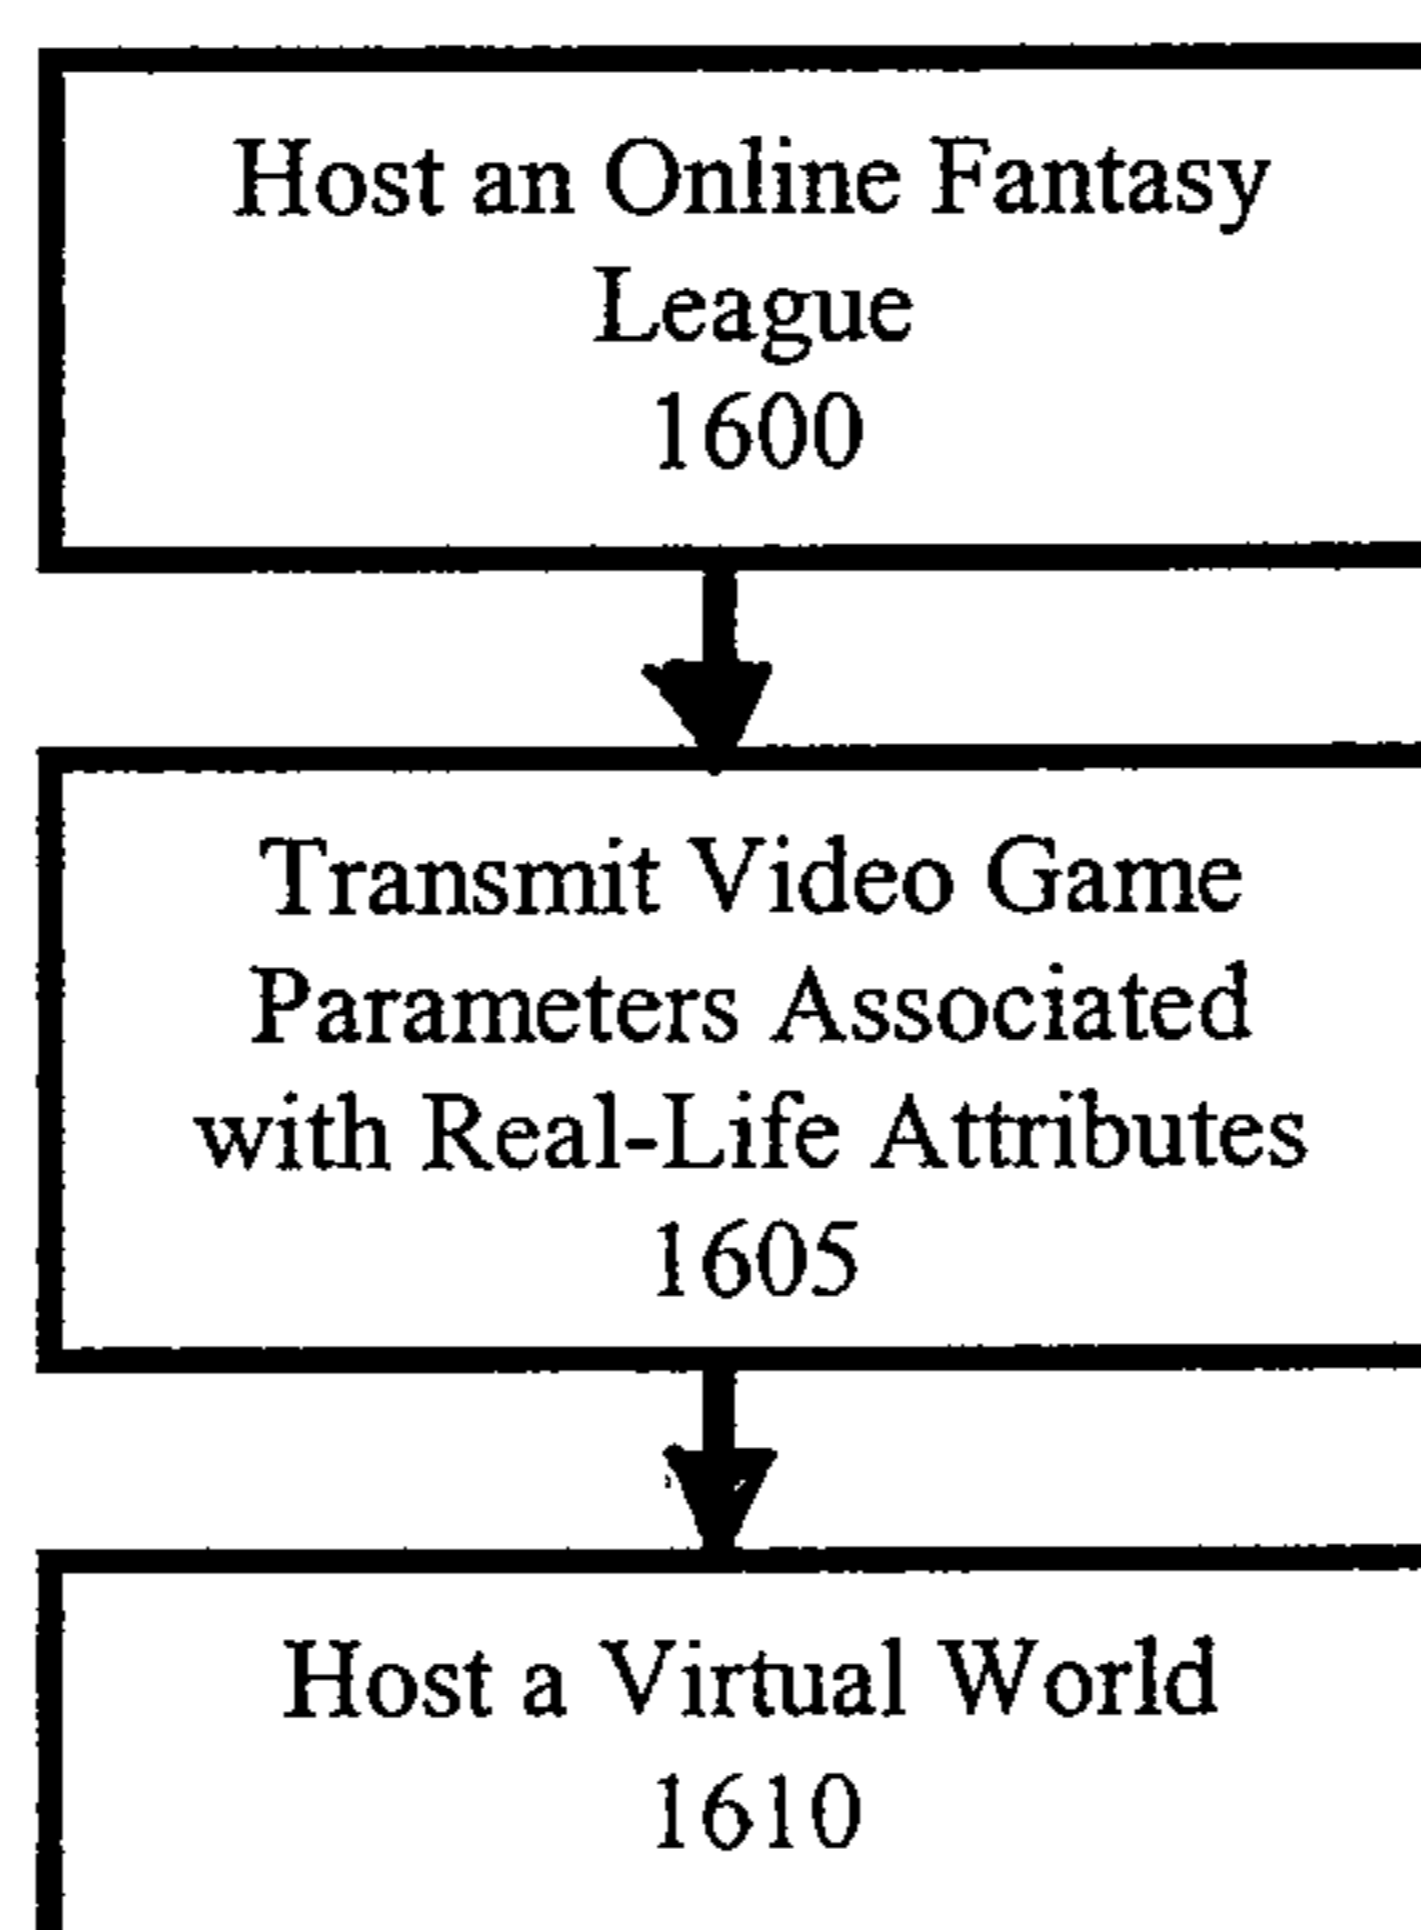 Host an Online Fantasy
League
1600
Transmit Video Game
Parameters Associated
with Real-Life Attributes
1605
Host a Virtual World
1610